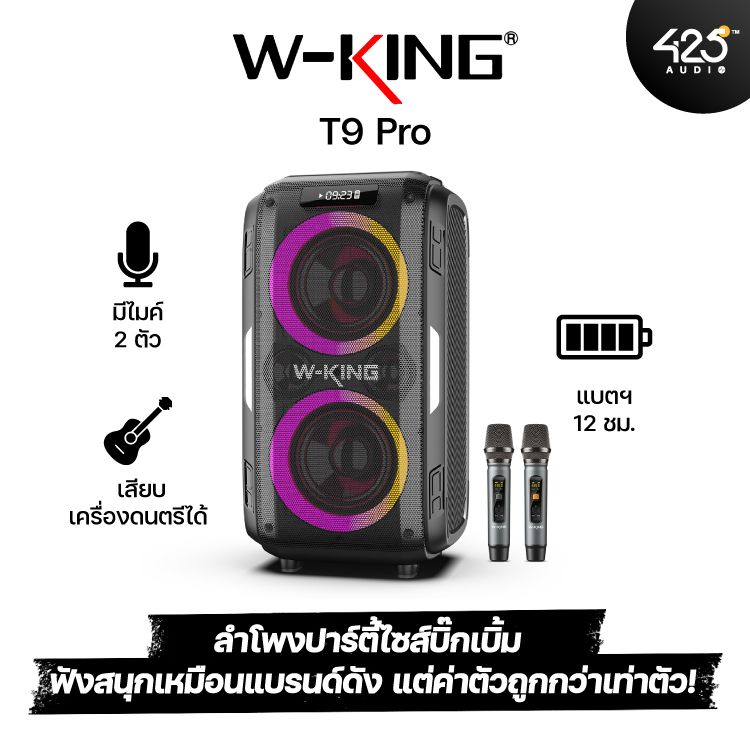 W-KING®
425™
AUDIO
T9 Pro
09:23
W-KING
มีไมค์
2 ตัว
เสียบ
เครื่องดนตรีได้
แบตฯ
12 ชม.
W-KING
W-KING
ลำโพงปาร์ตี้ไซส์บิ๊กเบิ้ม
ฟังสนุกเหมือนแบรนด์ดัง แต่ค่าตัวถูกกว่าเท่าตัว!